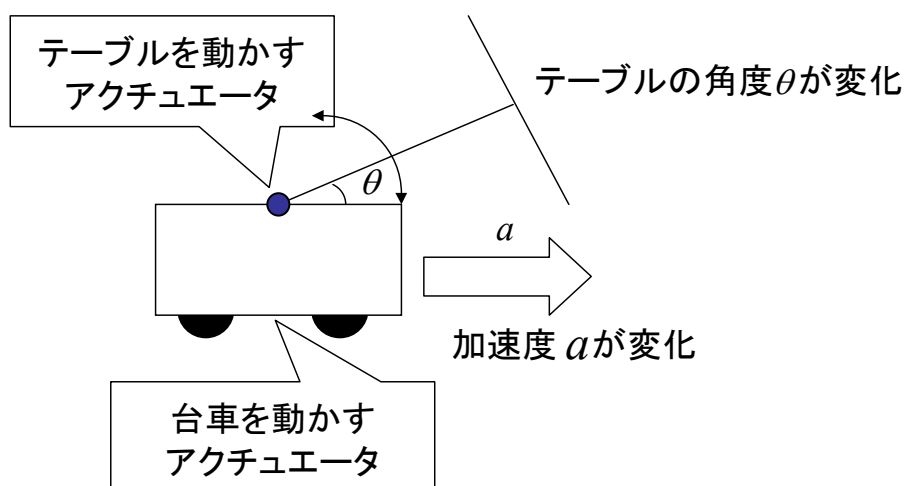 テーブルを動かす
アクチュエータ
テーブルの角度θが変化
θ
a
加速度 aが変化
台車を動かす
アクチュエータ